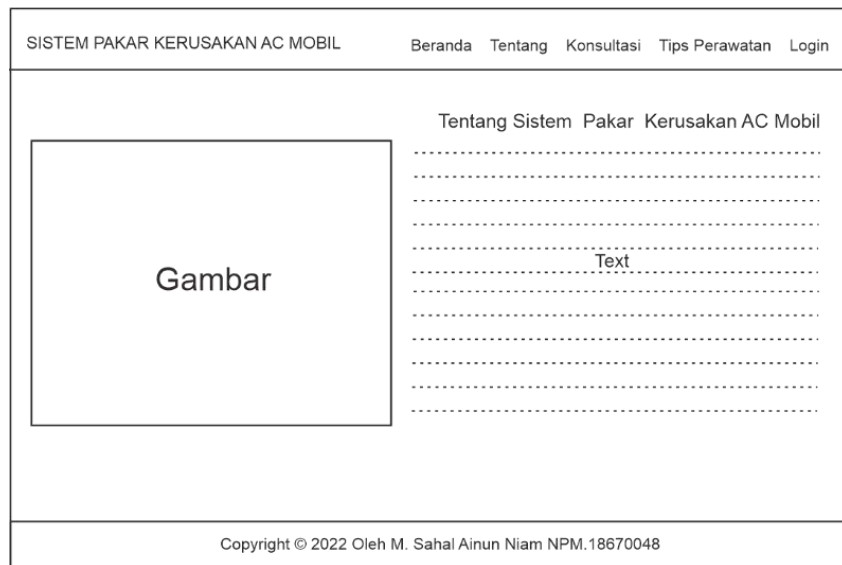 SISTEM PAKAR KERUSAKAN AC MOBIL
Beranda Tentang Konsultasi Tips Perawatan Login
Tentang Sistem Pakar Kerusakan AC Mobil
Gambar
Text
Copyright © 2022 Oleh M. Sahal Ainun Niam NPM.18670048